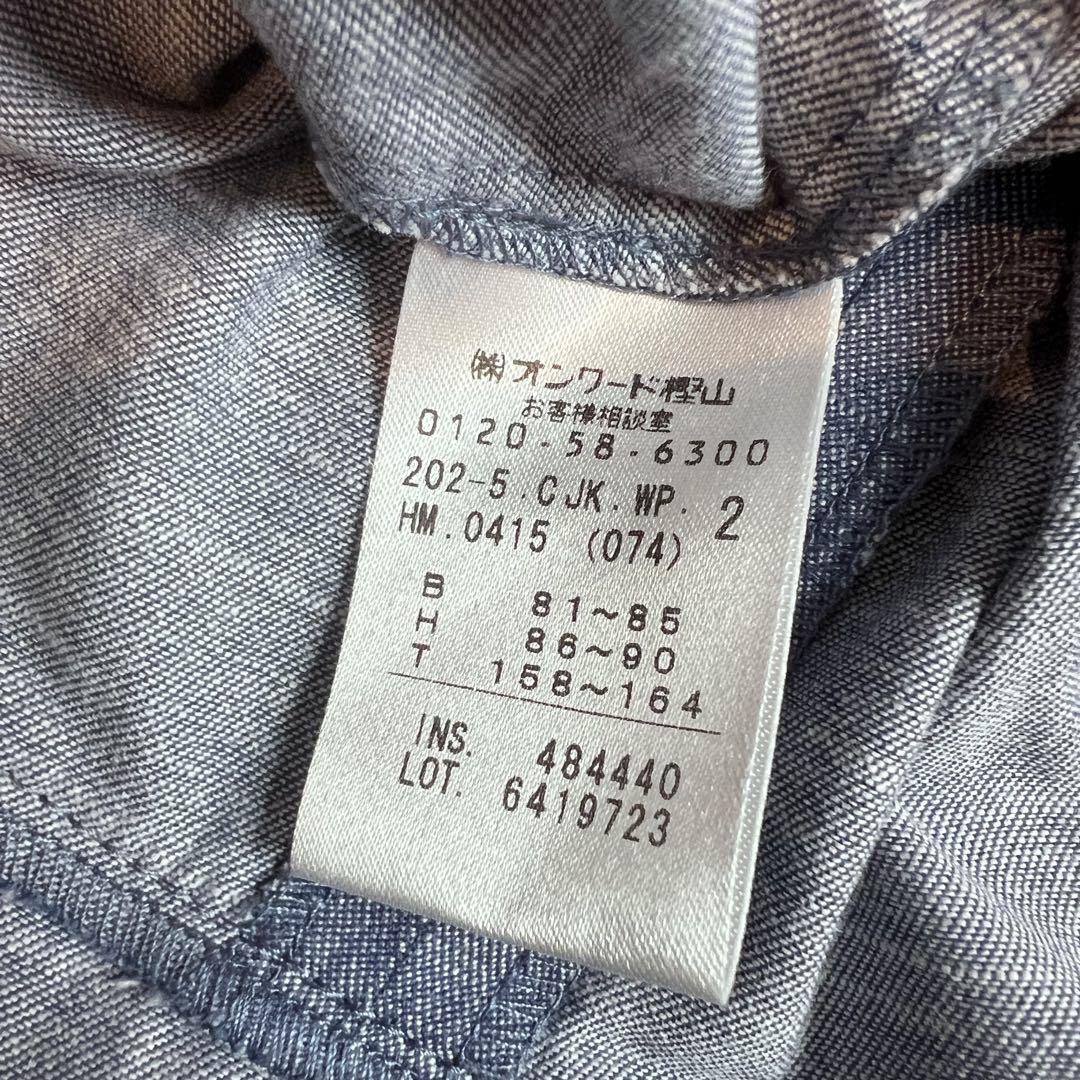 (株)オンワード樫山
お客様相談室
0120-58-6300
202-5.CJK.WP. 2
HM.0415 (074)
B 81~85
H 86~90
T 158~164
INS. 484440
LOT. 6419723